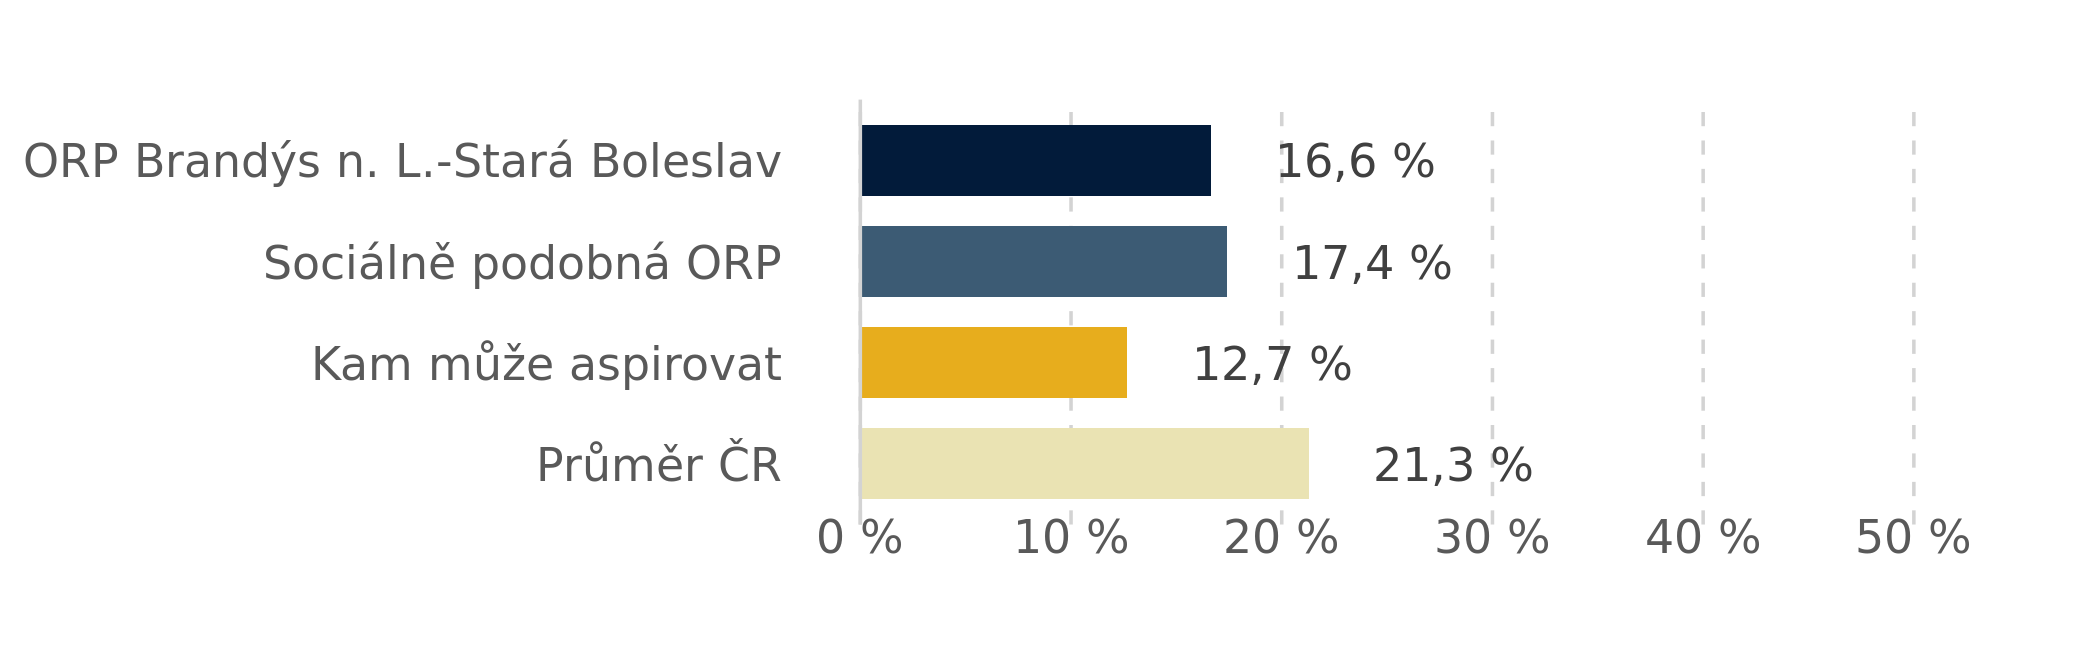 ORP Brandýs n. L.-Stará Boleslav 16,6 %
Sociálně podobná ORP 17,4 %
Kam může aspirovat 12,7 %
Průměr ČR 21,3 %
0 % 10 % 20 % 30 % 40 % 50 %